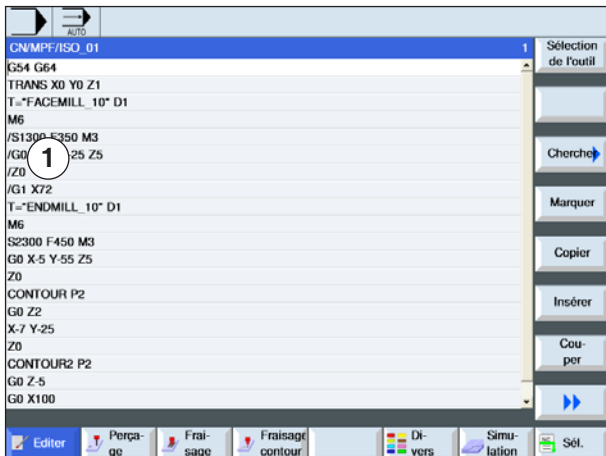 AUTO
CN/MPF/ISO_01 1
G54 G64
TRANS X0 Y0 Z1
T="FACEMILL_10" D1
M6
/S1300 F350 M3
/G0 -25 Z5
/Z0
/G1 X72
T="ENDMILL_10" D1
M6
S2300 F450 M3
G0 X-5 Y-55 Z5
Z0
CONTOUR P2
G0 Z2
X-7 Y-25
Z0
CONTOUR2 P2
G0 Z-5
G0 X100
1
Sélection
de l'outil
Chercher
Marquer
Copier
Insérer
Cou-
per
Editer
Perça-
ge
Frai-
sage
Fraisage
contour
Di-
vers
Simu-
lation
Sél.